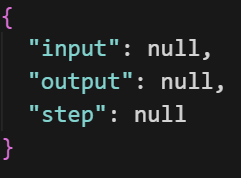 {
  "input": null,
  "output": null,
  "step": null
}